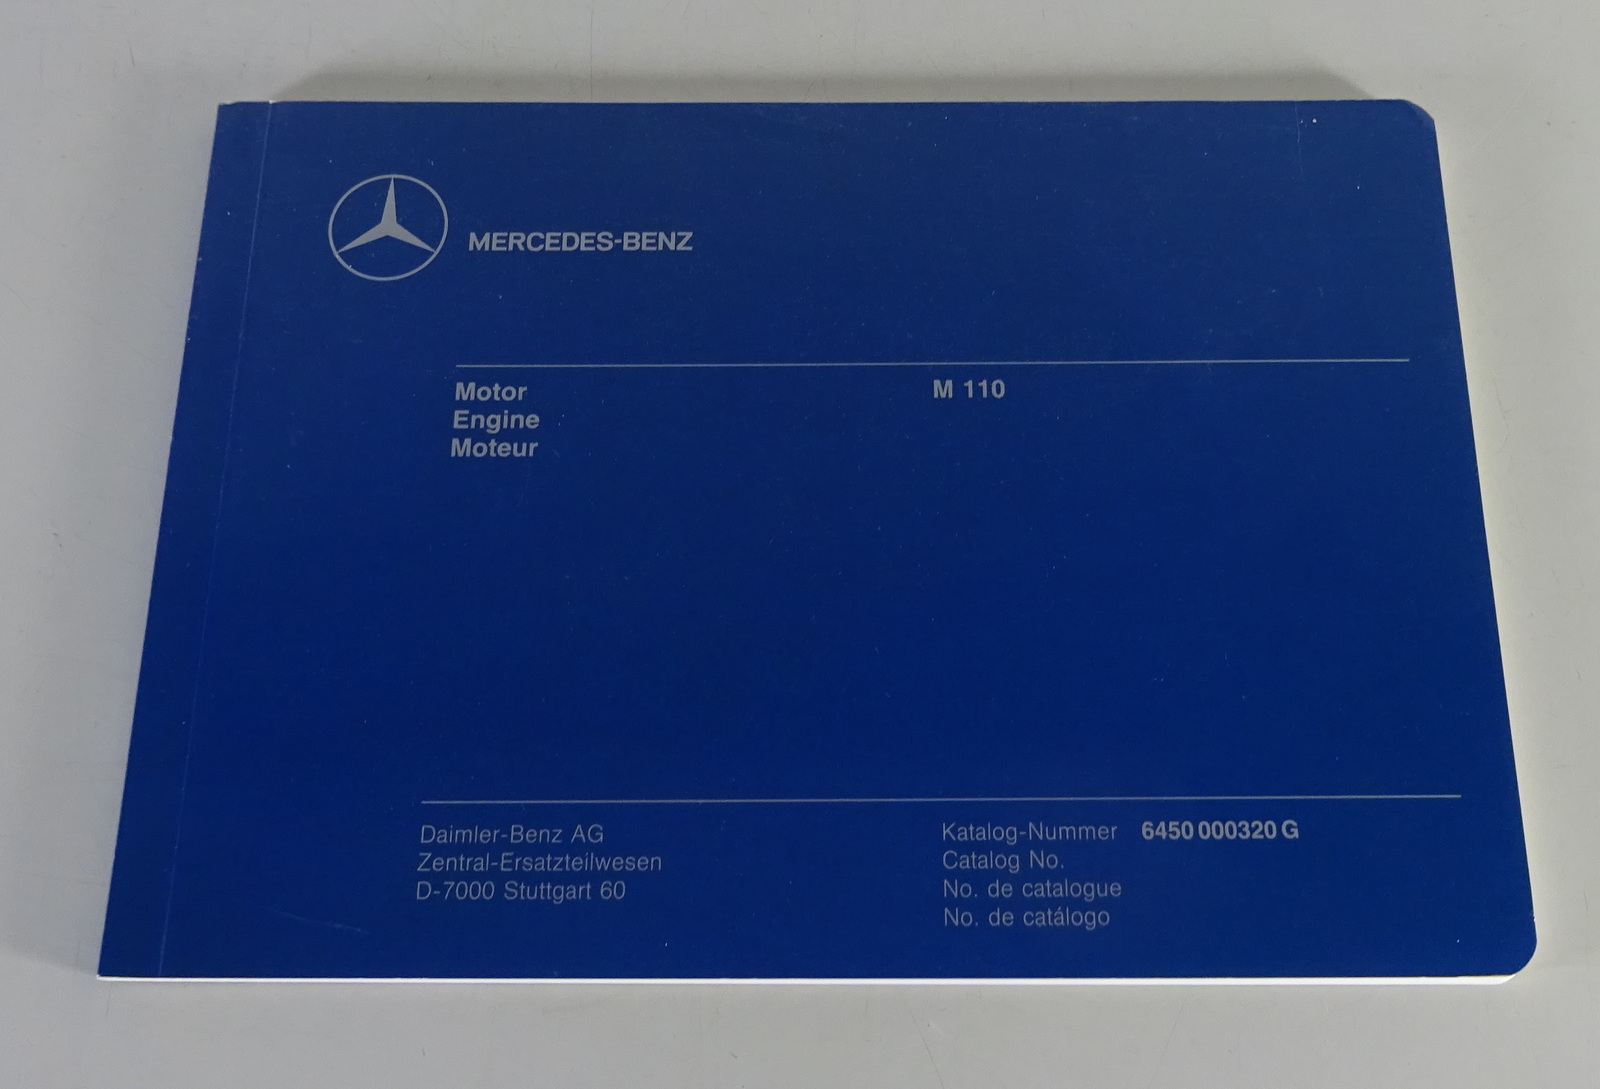 MERCEDES-BENZ
Motor
Engine
Moteur
M 110
Daimler-Benz AG
Zentral-Ersatzteilwesen
D-7000 Stuttgart 60
Katalog-Nummer 6450 000320 G
Catalog No.
No. de catalogue
No. de catálogo